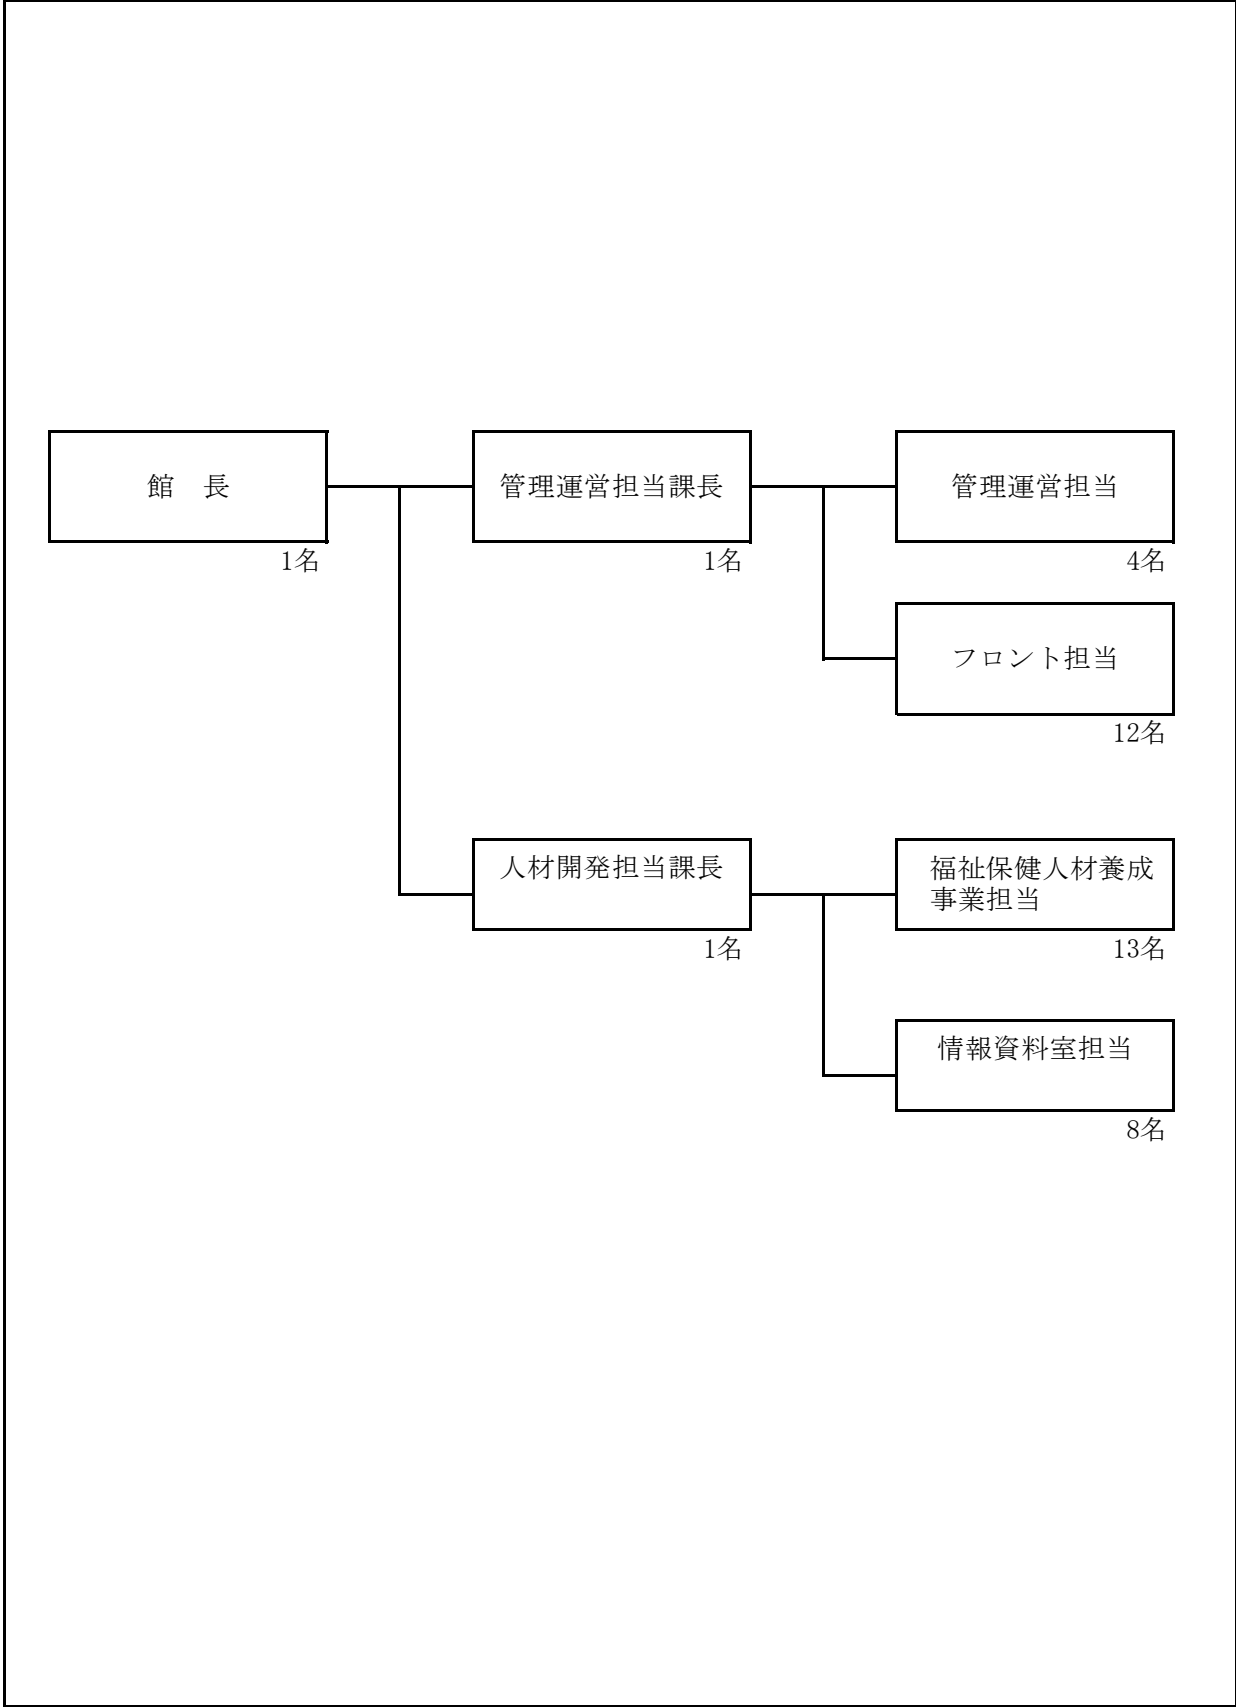 館　長
1名
管理運営担当課長
1名
管理運営担当
4名
フロント担当
12名
人材開発担当課長
1名
福祉保健人材養成
事業担当
13名
情報資料室担当
8名